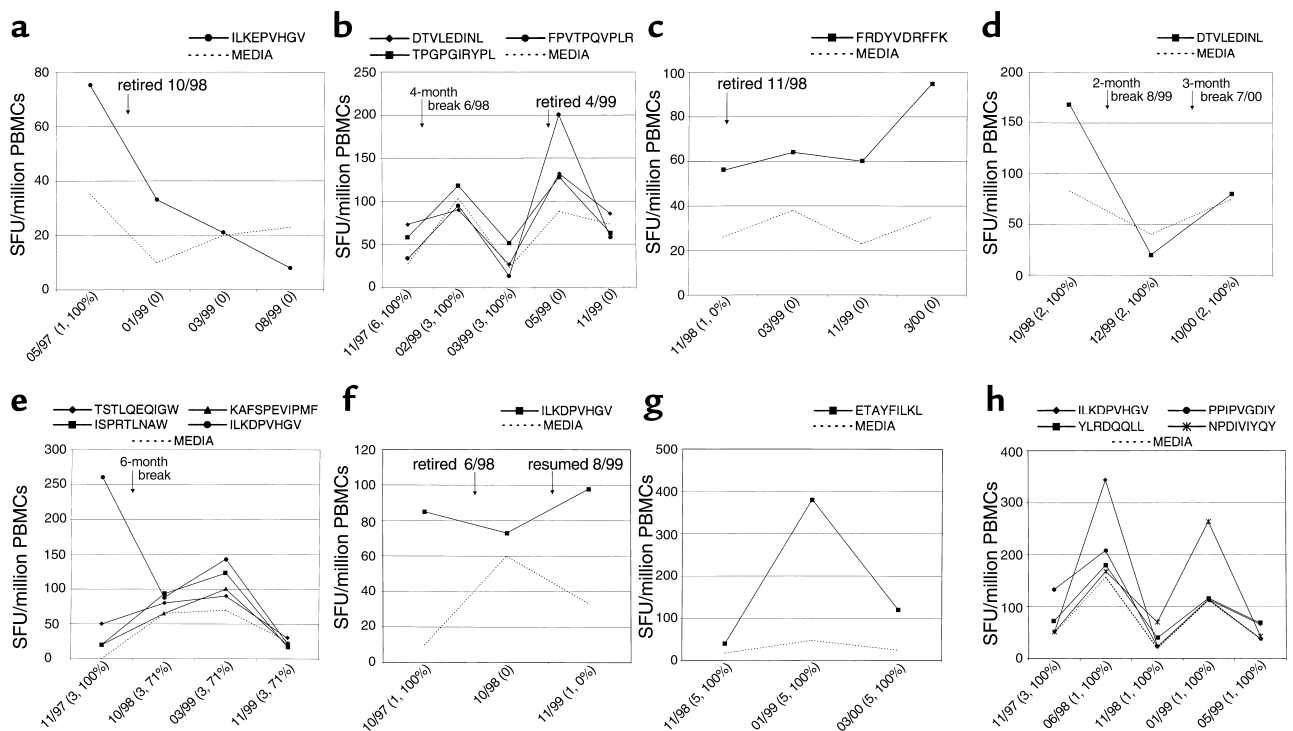 a
ILKEPVHGV
MEDIA
retired 10/98
SFU/million PBMCs
80
60
40
20
0
05/97 (1, 100%)
01/99 (0)
03/99 (0)
08/99 (0)
b
DTVLEDINL FPVTPQVPLR
TPGPGIRYPL MEDIA
4-month
break 6/98
retired 4/99
SFU/million PBMCs
250
200
150
100
50
0
11/97 (6, 100%)
02/99 (3, 100%)
03/99 (3, 100%)
05/99 (0)
11/99 (0)
c
FRDYVDRFFK
MEDIA
retired 11/98
SFU/million PBMCs
100
80
60
40
20
0
11/98 (1, 0%)
03/99 (0)
11/99 (0)
3/00 (0)
d
DTVLEDINL
MEDIA
2-month
break 8/99
3-month
break 7/00
SFU/million PBMCs
200
150
100
50
0
10/98 (2, 100%)
12/99 (2, 100%)
10/00 (2, 100%)
e
TSTLQEQIGW KAFSPEVIPMF
ISPRTLNAW ILKDPVHGV
MEDIA
6-month
break
SFU/million PBMCs
300
250
200
150
100
50
0
11/97 (3, 100%)
10/98 (3, 71%)
03/99 (3, 71%)
11/99 (3, 71%)
f
ILKDPVHGV
MEDIA
retired 6/98
resumed 8/99
SFU/million PBMCs
120
100
80
60
40
20
0
10/97 (1, 100%)
10/98 (0)
11/99 (1, 0%)
g
ETAYFILKL
MEDIA
SFU/million PBMCs
500
400
300
200
100
0
11/98 (5, 100%)
01/99 (5, 100%)
03/00 (5, 100%)
h
ILKDPVHGV PPIPVGDIY
YLRDQQLL NPDIVIYQY
MEDIA
SFU/million PBMCs
400
300
200
100
0
11/97 (3, 100%)
06/98 (1, 100%)
11/98 (1, 100%)
01/99 (1, 100%)
05/99 (1, 100%)